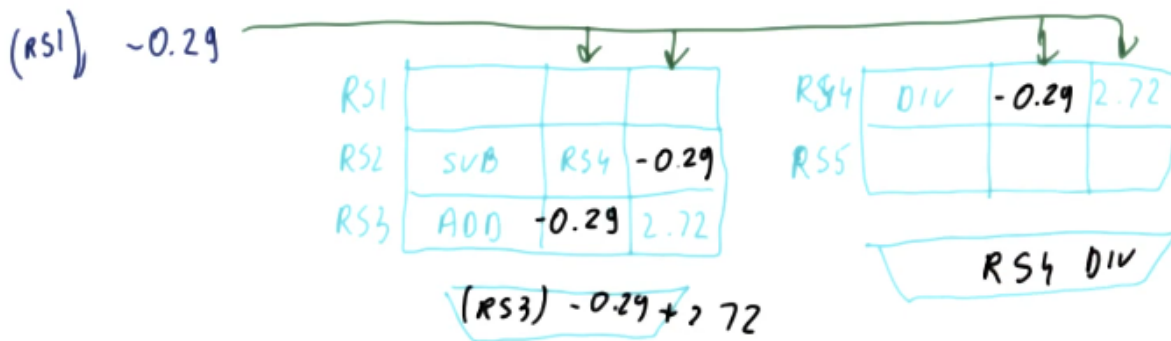 (RS1), -0.29
RS1
RS2 SUB RS4 -0.29
RS3 ADD -0.29 2.72
(RS3) -0.29 + 2 72
RS4 DIV -0.29 2.72
RS5
RS4 DIV